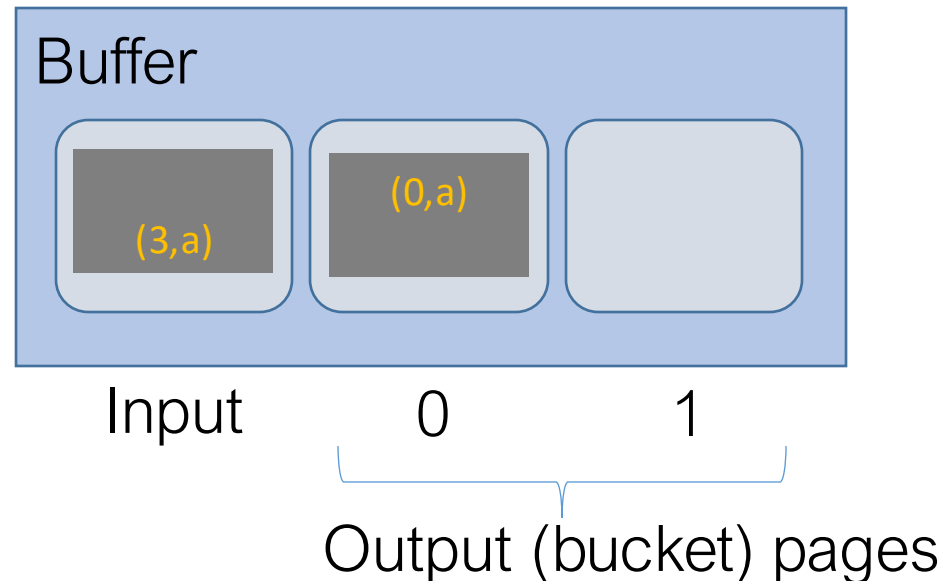 Buffer
(0,a)
(3,a)
Input 0 1
Output (bucket) pages